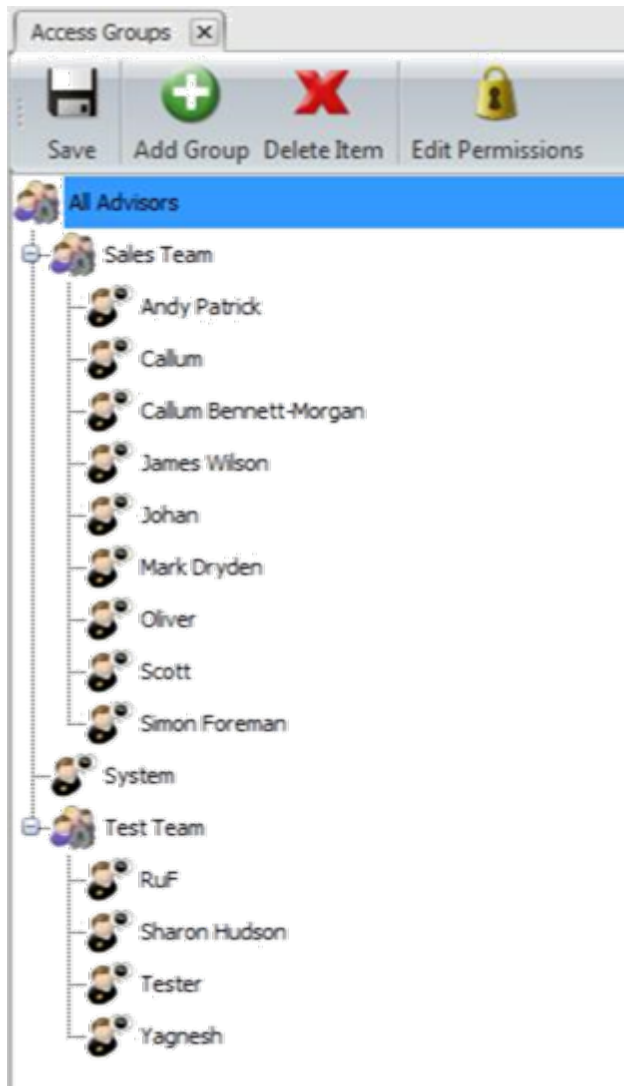 Access Groups
Save Add Group Delete Item Edit Permissions
All Advisors
Sales Team
Andy Patrick
Callum
Callum Bennett-Morgan
James Wilson
Johan
Mark Dryden
Oliver
Scott
Simon Foreman
System
Test Team
RuF
Sharon Hudson
Tester
Yagnesh